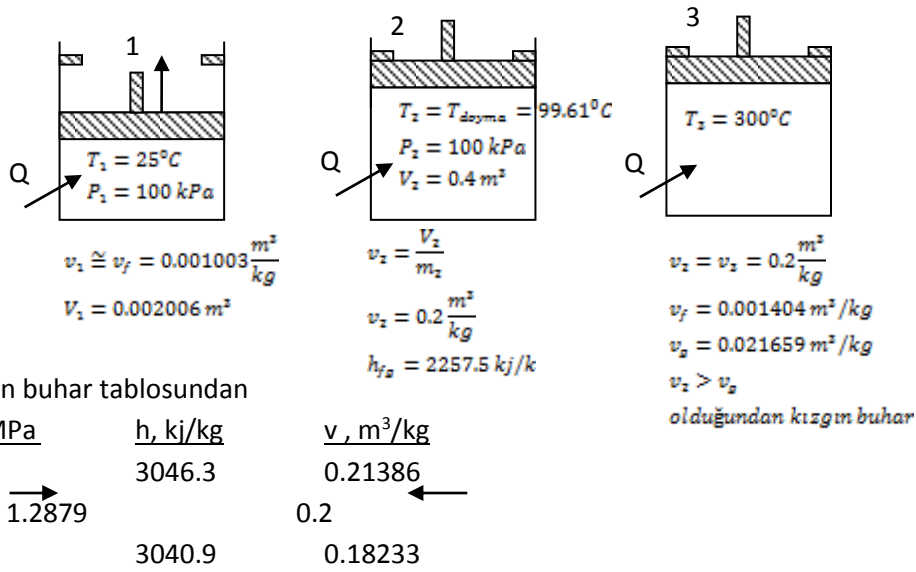 1
T₁ = 25⁰C
P₁ = 100 kPa
Q
v₁ ≅ v_f = 0.001003 m³/kg
V₁ = 0.002006 m³
2
T₂ = T_doyma = 99.61⁰C
P₂ = 100 kPa
V₂ = 0.4 m³
Q
v₂ = V₂/m₂
v₂ = 0.2 m³/kg
h_fg = 2257.5 kj/k
3
T₃ = 300⁰C
Q
v₂ = v₃ = 0.2 m³/kg
v_f = 0.001404 m³/kg
v_g = 0.021659 m³/kg
v₂ > v_g
olduğundan kızgın buhar
n buhar tablosundan
MPa h, kj/kg v , m³/kg
3046.3 0.21386
1.2879 0.2
3040.9 0.18233